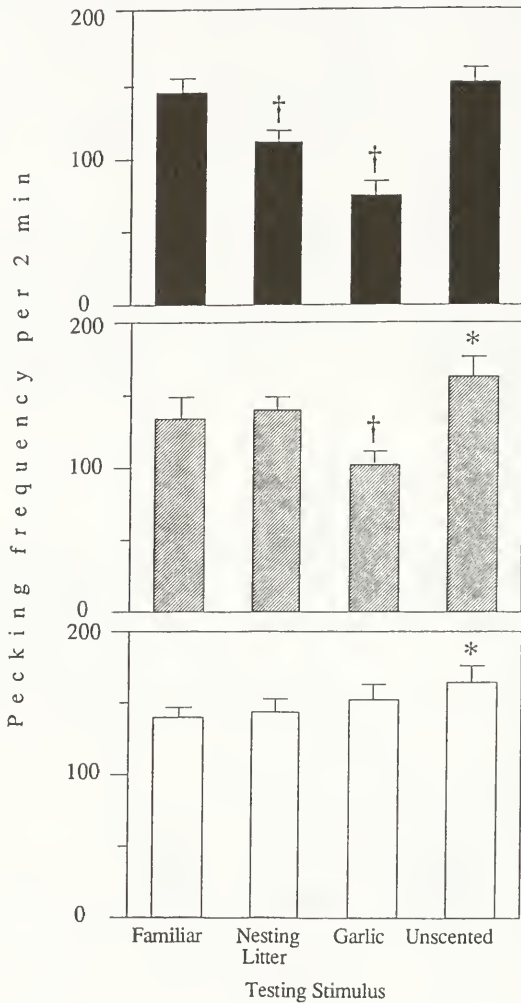 Pecking frequency per 2 min
200
100
0
†
†
200
100
0
†
*
200
100
0
*
Familiar
Nesting
Litter
Garlic
Unscented
Testing Stimulus